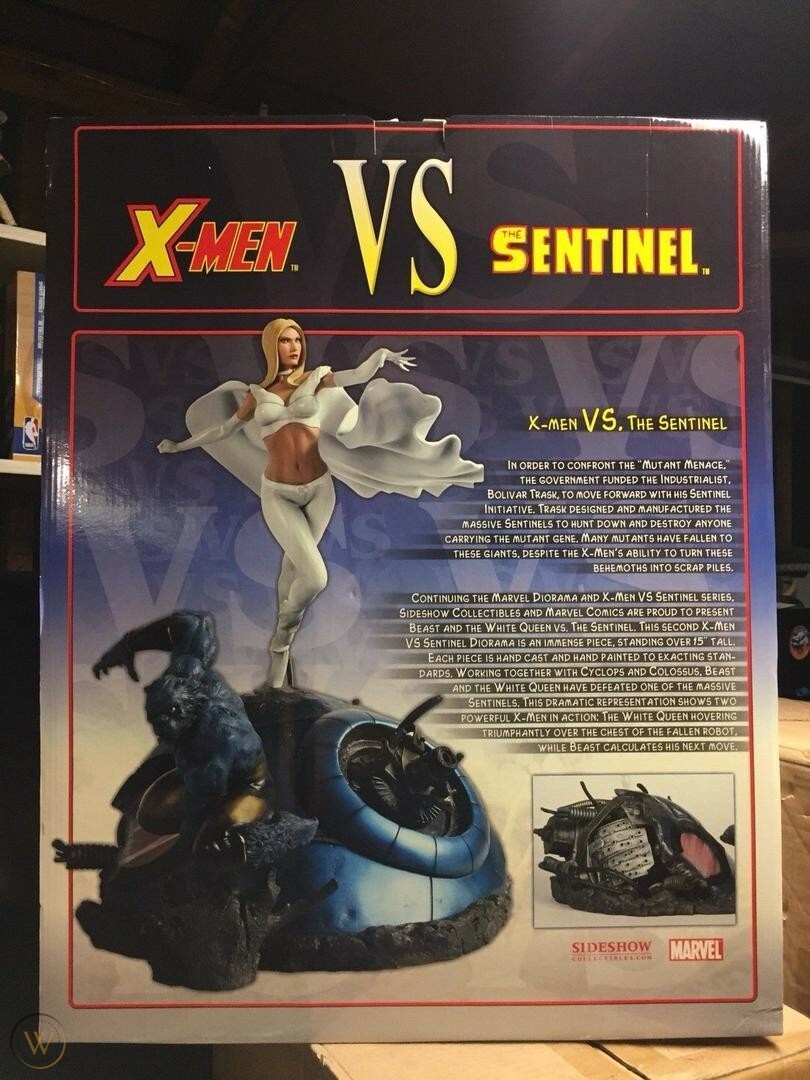 X-MEN TM
VS
THE SENTINEL TM
X-MEN VS. THE SENTINEL
IN ORDER TO CONFRONT THE "MUTANT MENACE,"
THE GOVERNMENT FUNDED THE INDUSTRIALIST,
BOLIVAR TRASK, TO MOVE FORWARD WITH HIS SENTINEL
INITIATIVE. TRASK DESIGNED AND MANUFACTURED THE
MASSIVE SENTINELS TO HUNT DOWN AND DESTROY ANYONE
CARRYING THE MUTANT GENE. MANY MUTANTS HAVE FALLEN TO
THESE GIANTS, DESPITE THE X-MEN'S ABILITY TO TURN THESE
BEHEMOTHS INTO SCRAP PILES.
CONTINUING THE MARVEL DIORAMA AND X-MEN VS SENTINEL SERIES,
SIDESHOW COLLECTIBLES AND MARVEL COMICS ARE PROUD TO PRESENT
BEAST AND THE WHITE QUEEN VS. THE SENTINEL. THIS SECOND X-MEN
VS SENTINEL DIORAMA IS AN IMMENSE PIECE, STANDING OVER 15" TALL.
EACH PIECE IS HAND CAST AND HAND PAINTED TO EXACTING STAN-
DARDS. WORKING TOGETHER WITH CYCLOPS AND COLOSSUS, BEAST
AND THE WHITE QUEEN HAVE DEFEATED ONE OF THE MASSIVE
SENTINELS. THIS DRAMATIC REPRESENTATION SHOWS TWO
POWERFUL X-MEN IN ACTION: THE WHITE QUEEN HOVERING
TRIUMPHANTLY OVER THE CHEST OF THE FALLEN ROBOT,
WHILE BEAST CALCULATES HIS NEXT MOVE.
SIDESHOW
COLLECTIBLES.COM
MARVEL
NBA
W